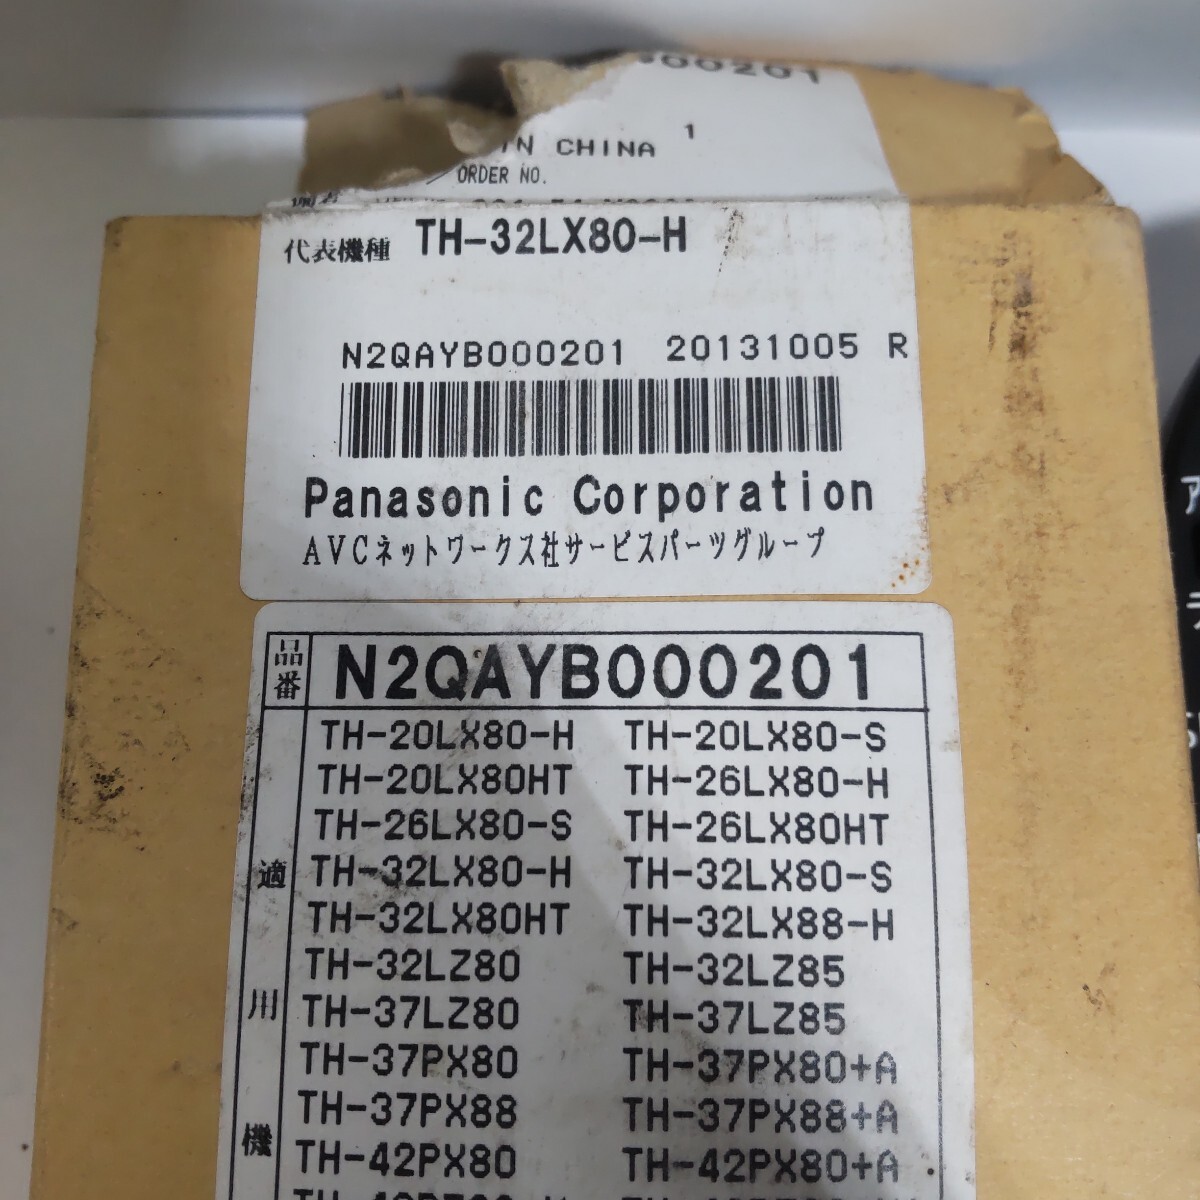 000201
IN CHINA 1
ORDER NO.
代表機種 TH-32LX80-H
N2QAYB000201 20131005 R
Panasonic Corporation
AVCネットワークス社サービスパーツグループ
品番 N2QAYB000201
TH-20LX80-H TH-20LX80-S
TH-20LX80HT TH-26LX80-H
TH-26LX80-S TH-26LX80HT
適 TH-32LX80-H TH-32LX80-S
TH-32LX80HT TH-32LX88-H
TH-32LZ80 TH-32LZ85
用 TH-37LZ80 TH-37LZ85
TH-37PX80 TH-37PX80+A
TH-37PX88 TH-37PX88+A
機 TH-42PX80 TH-42PX80+A
ア